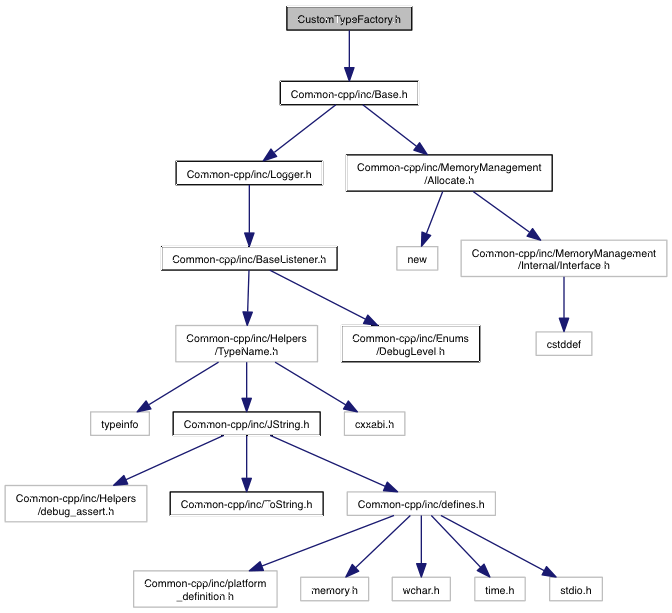 CustomTypeFactory.h
Common-cpp/inc/Base.h
Common-cpp/inc/Logger.h
Common-cpp/inc/MemoryManagement
/Allocate.h
Common-cpp/inc/BaseListener.h
new
Common-cpp/inc/MemoryManagement
/Internal/Interface.h
Common-cpp/inc/Helpers
/TypeName.h
Common-cpp/inc/Enums
/DebugLevel.h
cstddef
typeinfo
Common-cpp/inc/JString.h
cxxabi.h
Common-cpp/inc/Helpers
/debug_assert.h
Common-cpp/inc/ToString.h
Common-cpp/inc/defines.h
Common-cpp/inc/platform
_definition.h
memory.h
wchar.h
time.h
stdio.h